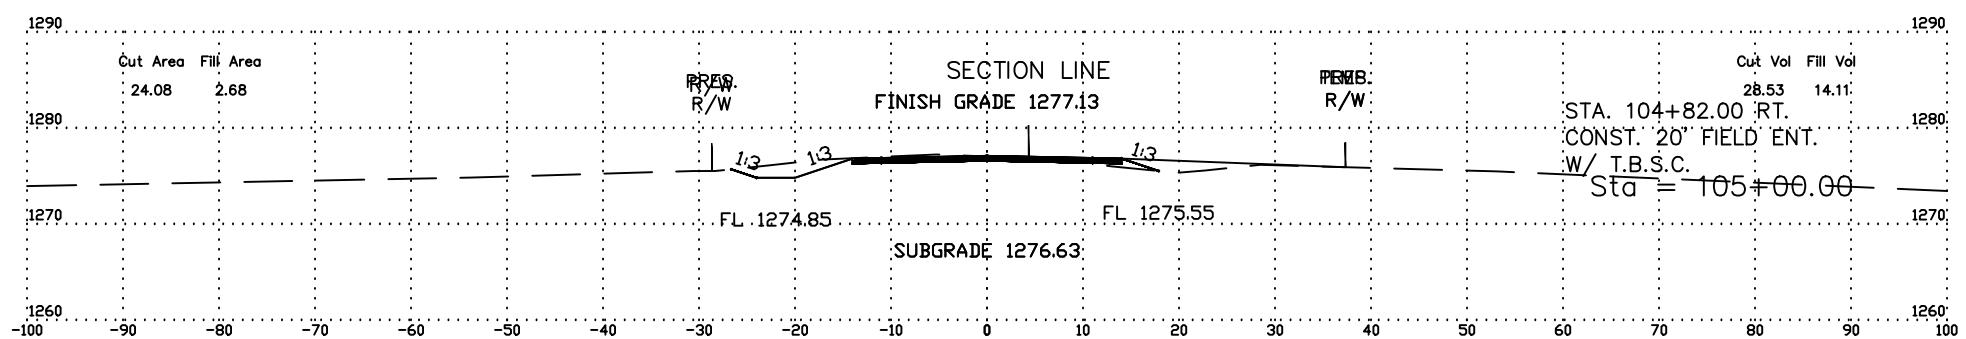 1290 1290
Cut Area Fill Area
24.08 2.68
SECTION LINE
FINISH GRADE 1277.13
PRES.
R/W
R/W
R/W
Cut Vol Fill Vol
28.53 14.11
STA. 104+82.00 RT.
CONST. 20' FIELD ENT.
W/ T.B.S.C.
Sta = 105+00.00
1280 1280
1:3 1:3 1:3
1270 1270
FL 1274.85
FL 1275.55
SUBGRADE 1276.63
1260 1260
-100 -90 -80 -70 -60 -50 -40 -30 -20 -10 0 10 20 30 40 50 60 70 80 90 100